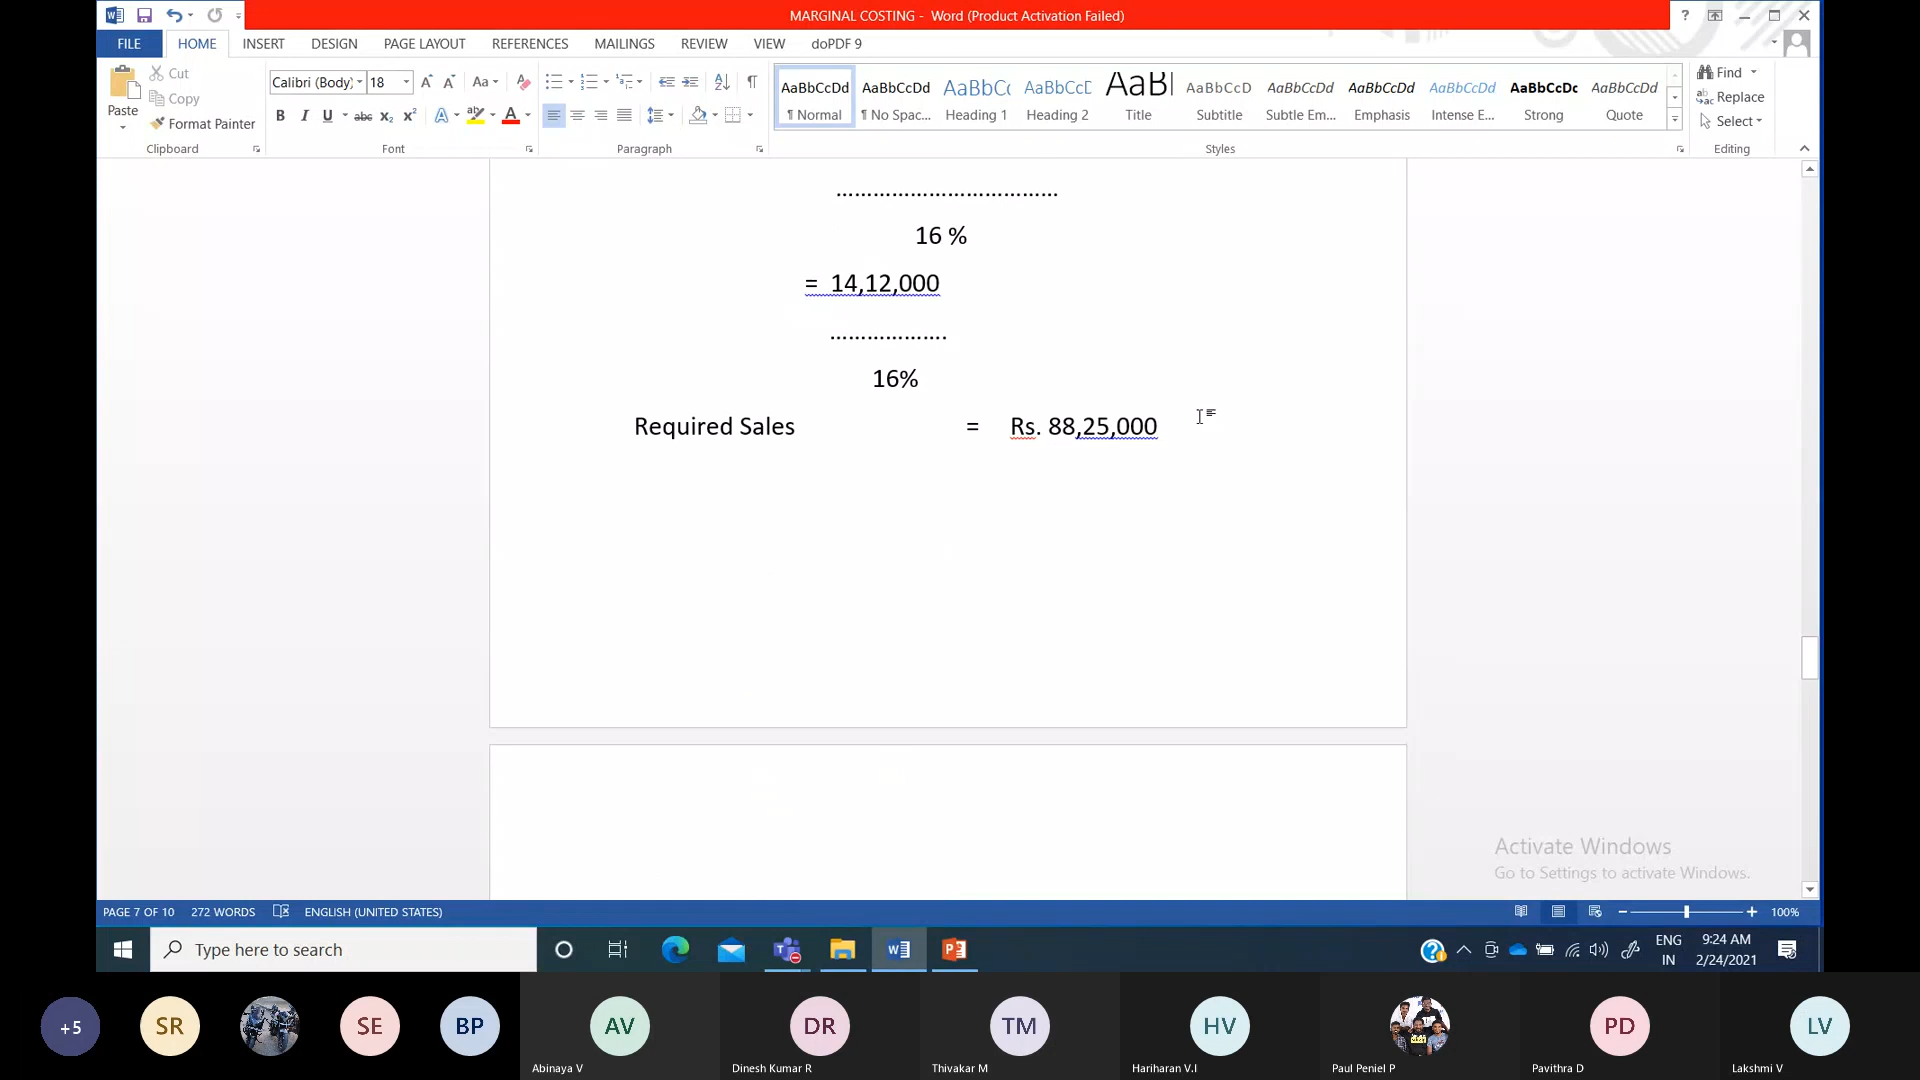 MARGINAL COSTING - Word (Product Activation Failed)
?
FILE HOME INSERT DESIGN PAGE LAYOUT REFERENCES MAILINGS REVIEW VIEW doPDF 9
Paste
Cut
Copy
Format Painter
Clipboard
Calibri (Body) 18
Aa
B I U abc x₂ x²
Font
Paragraph
AaBbCcDd AaBbCcDd AaBbCc AaBbCcD AaB AaBbCcD AaBbCcDd AaBbCcDd AaBbCcDd AaBbCcDc AaBbCcDd
¶ Normal ¶ No Spac... Heading 1 Heading 2 Title Subtitle Subtle Em... Emphasis Intense E... Strong Quote
Styles
Find
Replace
Select
Editing
………………………………
16 %
= 14,12,000
……………….
16%
Required Sales = Rs. 88,25,000
Activate Windows
Go to Settings to activate Windows.
PAGE 7 OF 10 272 WORDS ENGLISH (UNITED STATES) 100%
Type here to search
ENG
IN
9:24 AM
2/24/2021
+5 SR SE BP AV DR TM HV PD LV
Abinaya V Dinesh Kumar R Thivakar M Hariharan V.I Paul Peniel P Pavithra D Lakshmi V